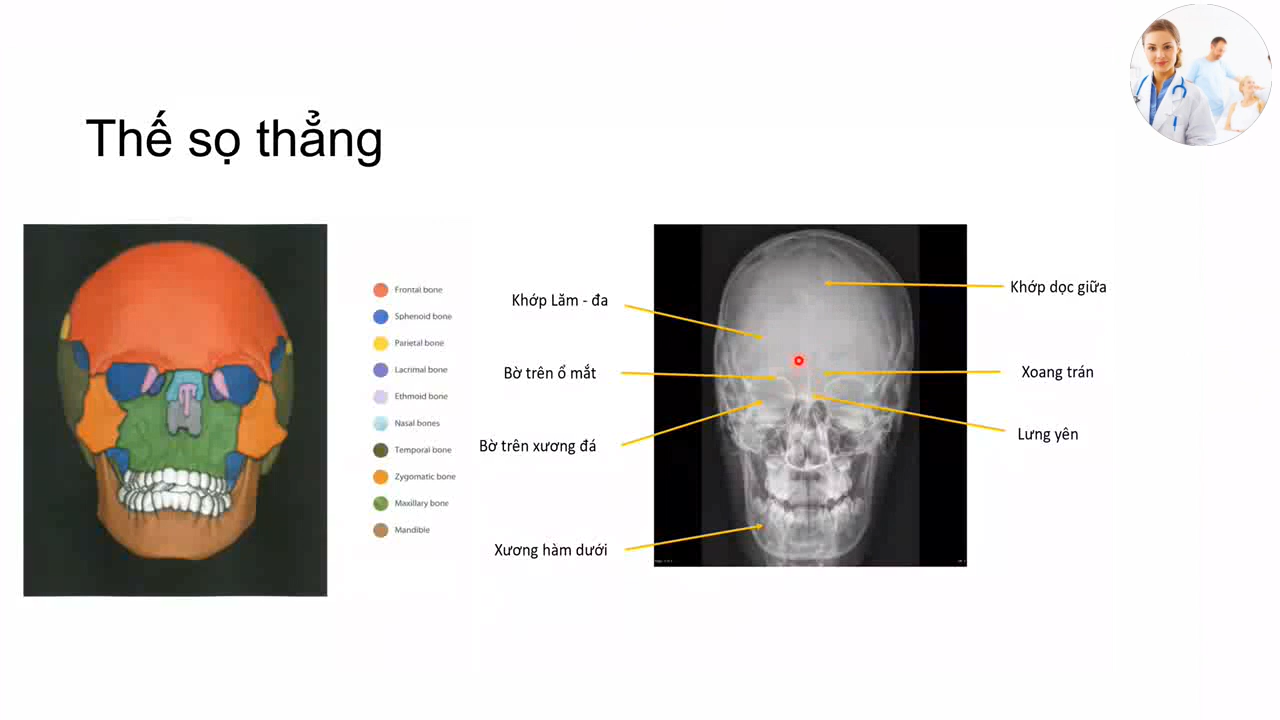 Thế sọ thẳng
Frontal bone
Sphenoid bone
Parietal bone
Lacrimal bone
Ethmoid bone
Nasal bones
Temporal bone
Zygomatic bone
Maxillary bone
Mandible
Khớp Lăm - đa
Bờ trên ổ mắt
Bờ trên xương đá
Xương hàm dưới
Khớp dọc giữa
Xoang trán
Lưng yên